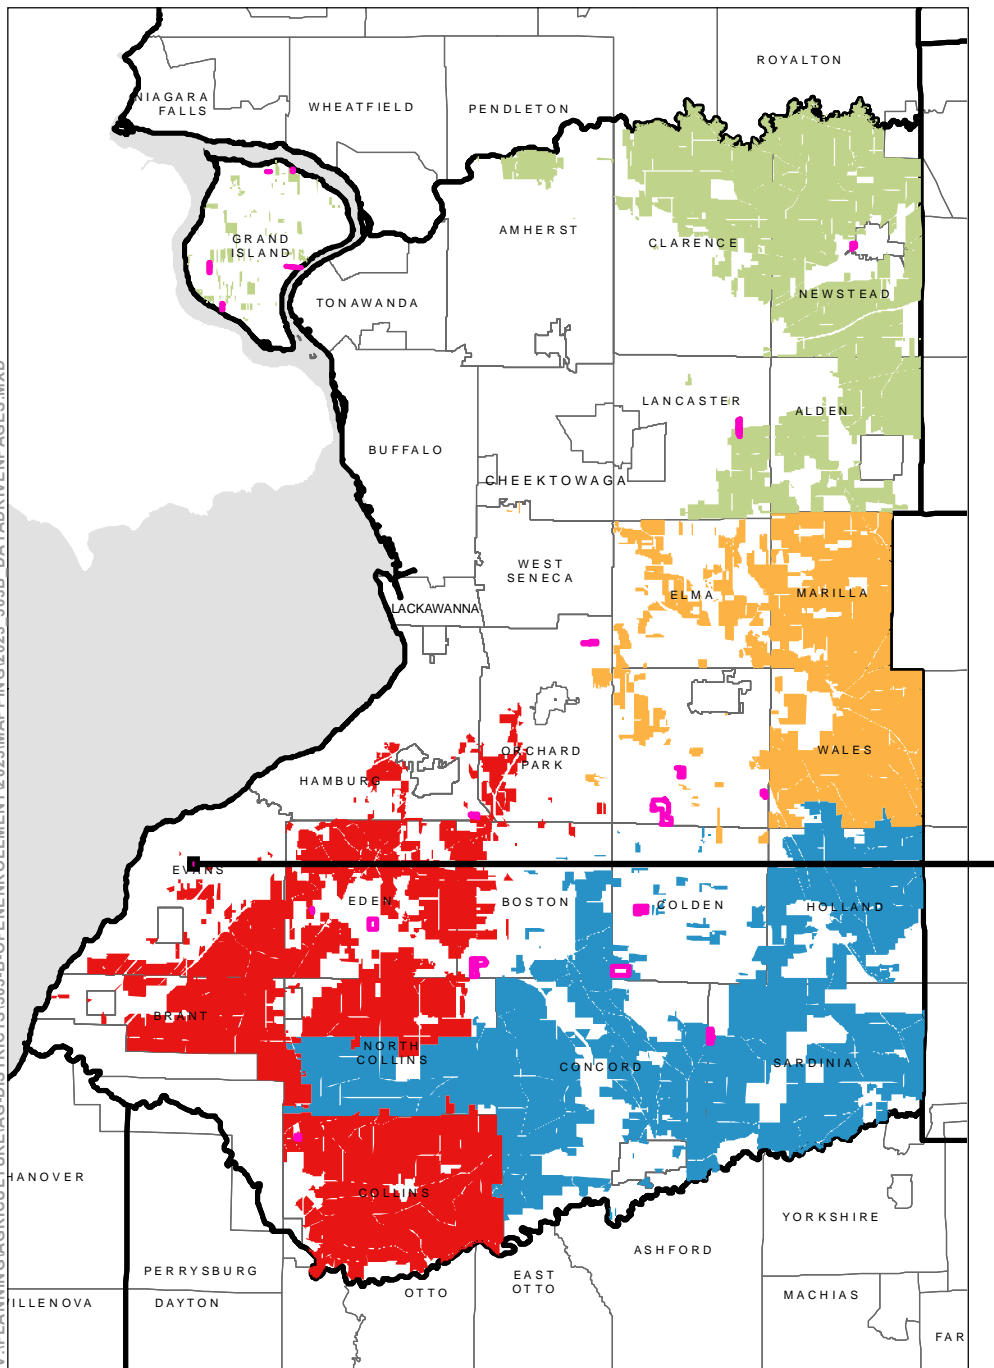 ROYALTON
NIAGARA
FALLS
WHEATFIELD
PENDLETON
GRAND
ISLAND
AMHERST
CLARENCE
NEWSTEAD
TONAWANDA
LANCASTER
ALDEN
BUFFALO
CHEEKTOWAGA
WEST
SENECA
ELMA
MARILLA
LACKAWANNA
ORCHARD
PARK
WALES
HAMBURG
EVANS
EDEN
BOSTON
COLDEN
HOLLAND
BRANT
NORTH
COLLINS
CONCORD
SARDINIA
HANOVER
COLLINS
YORKSHIRE
ASHFORD
PERRYSBURG
EAST
OTTO
OTTO
MACHIAS
ILLENOVA
DAYTON
FAR